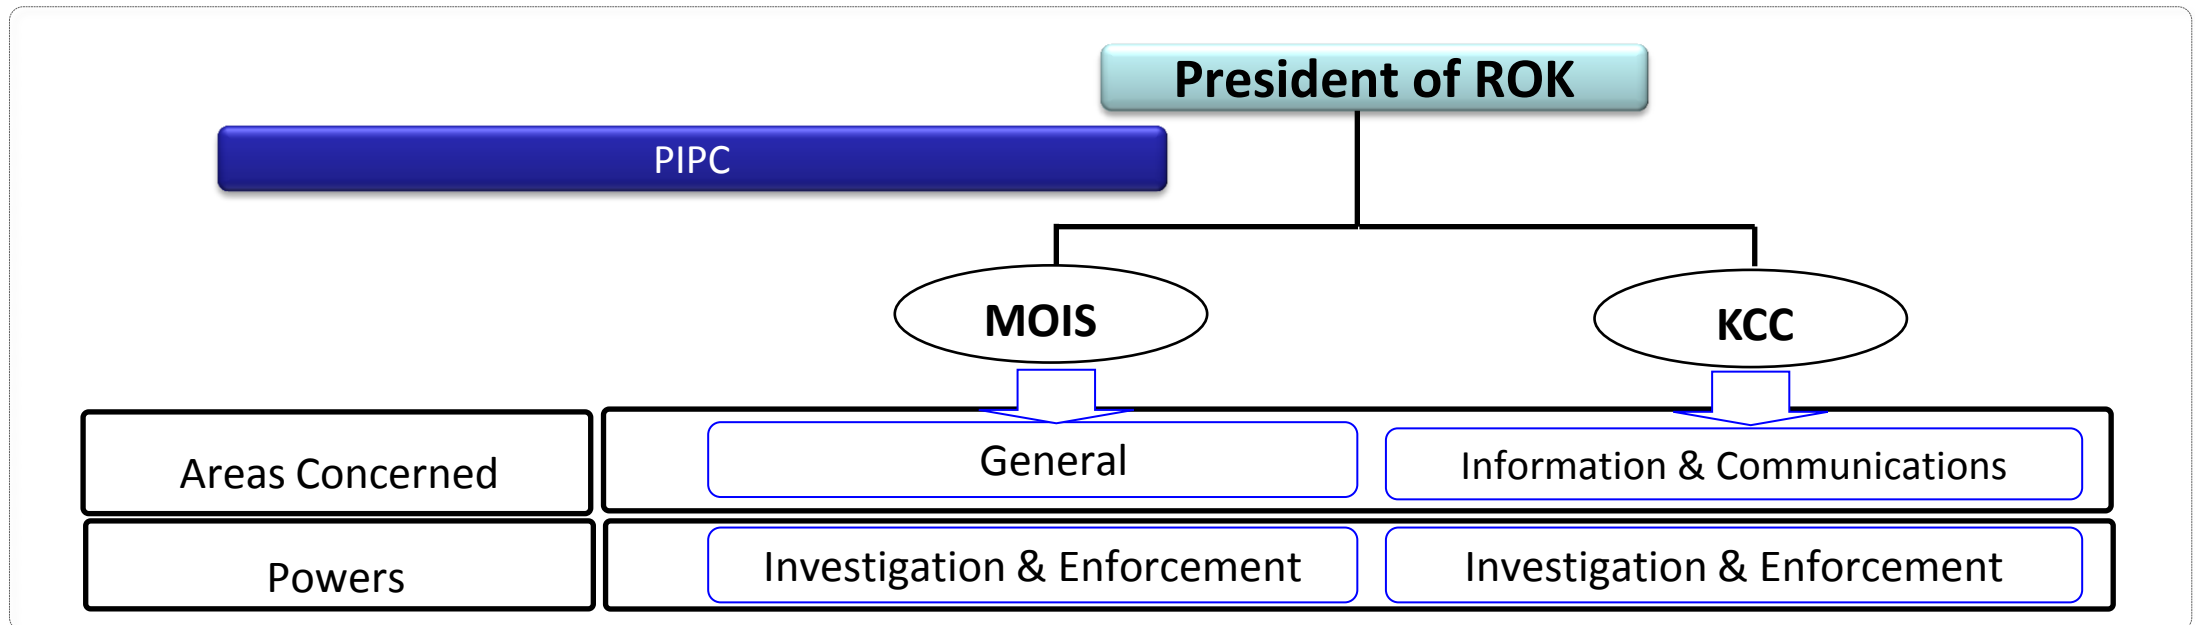 President of ROK
PIPC
MOIS
KCC
Areas Concerned
General
Information & Communications
Powers
Investigation & Enforcement
Investigation & Enforcement